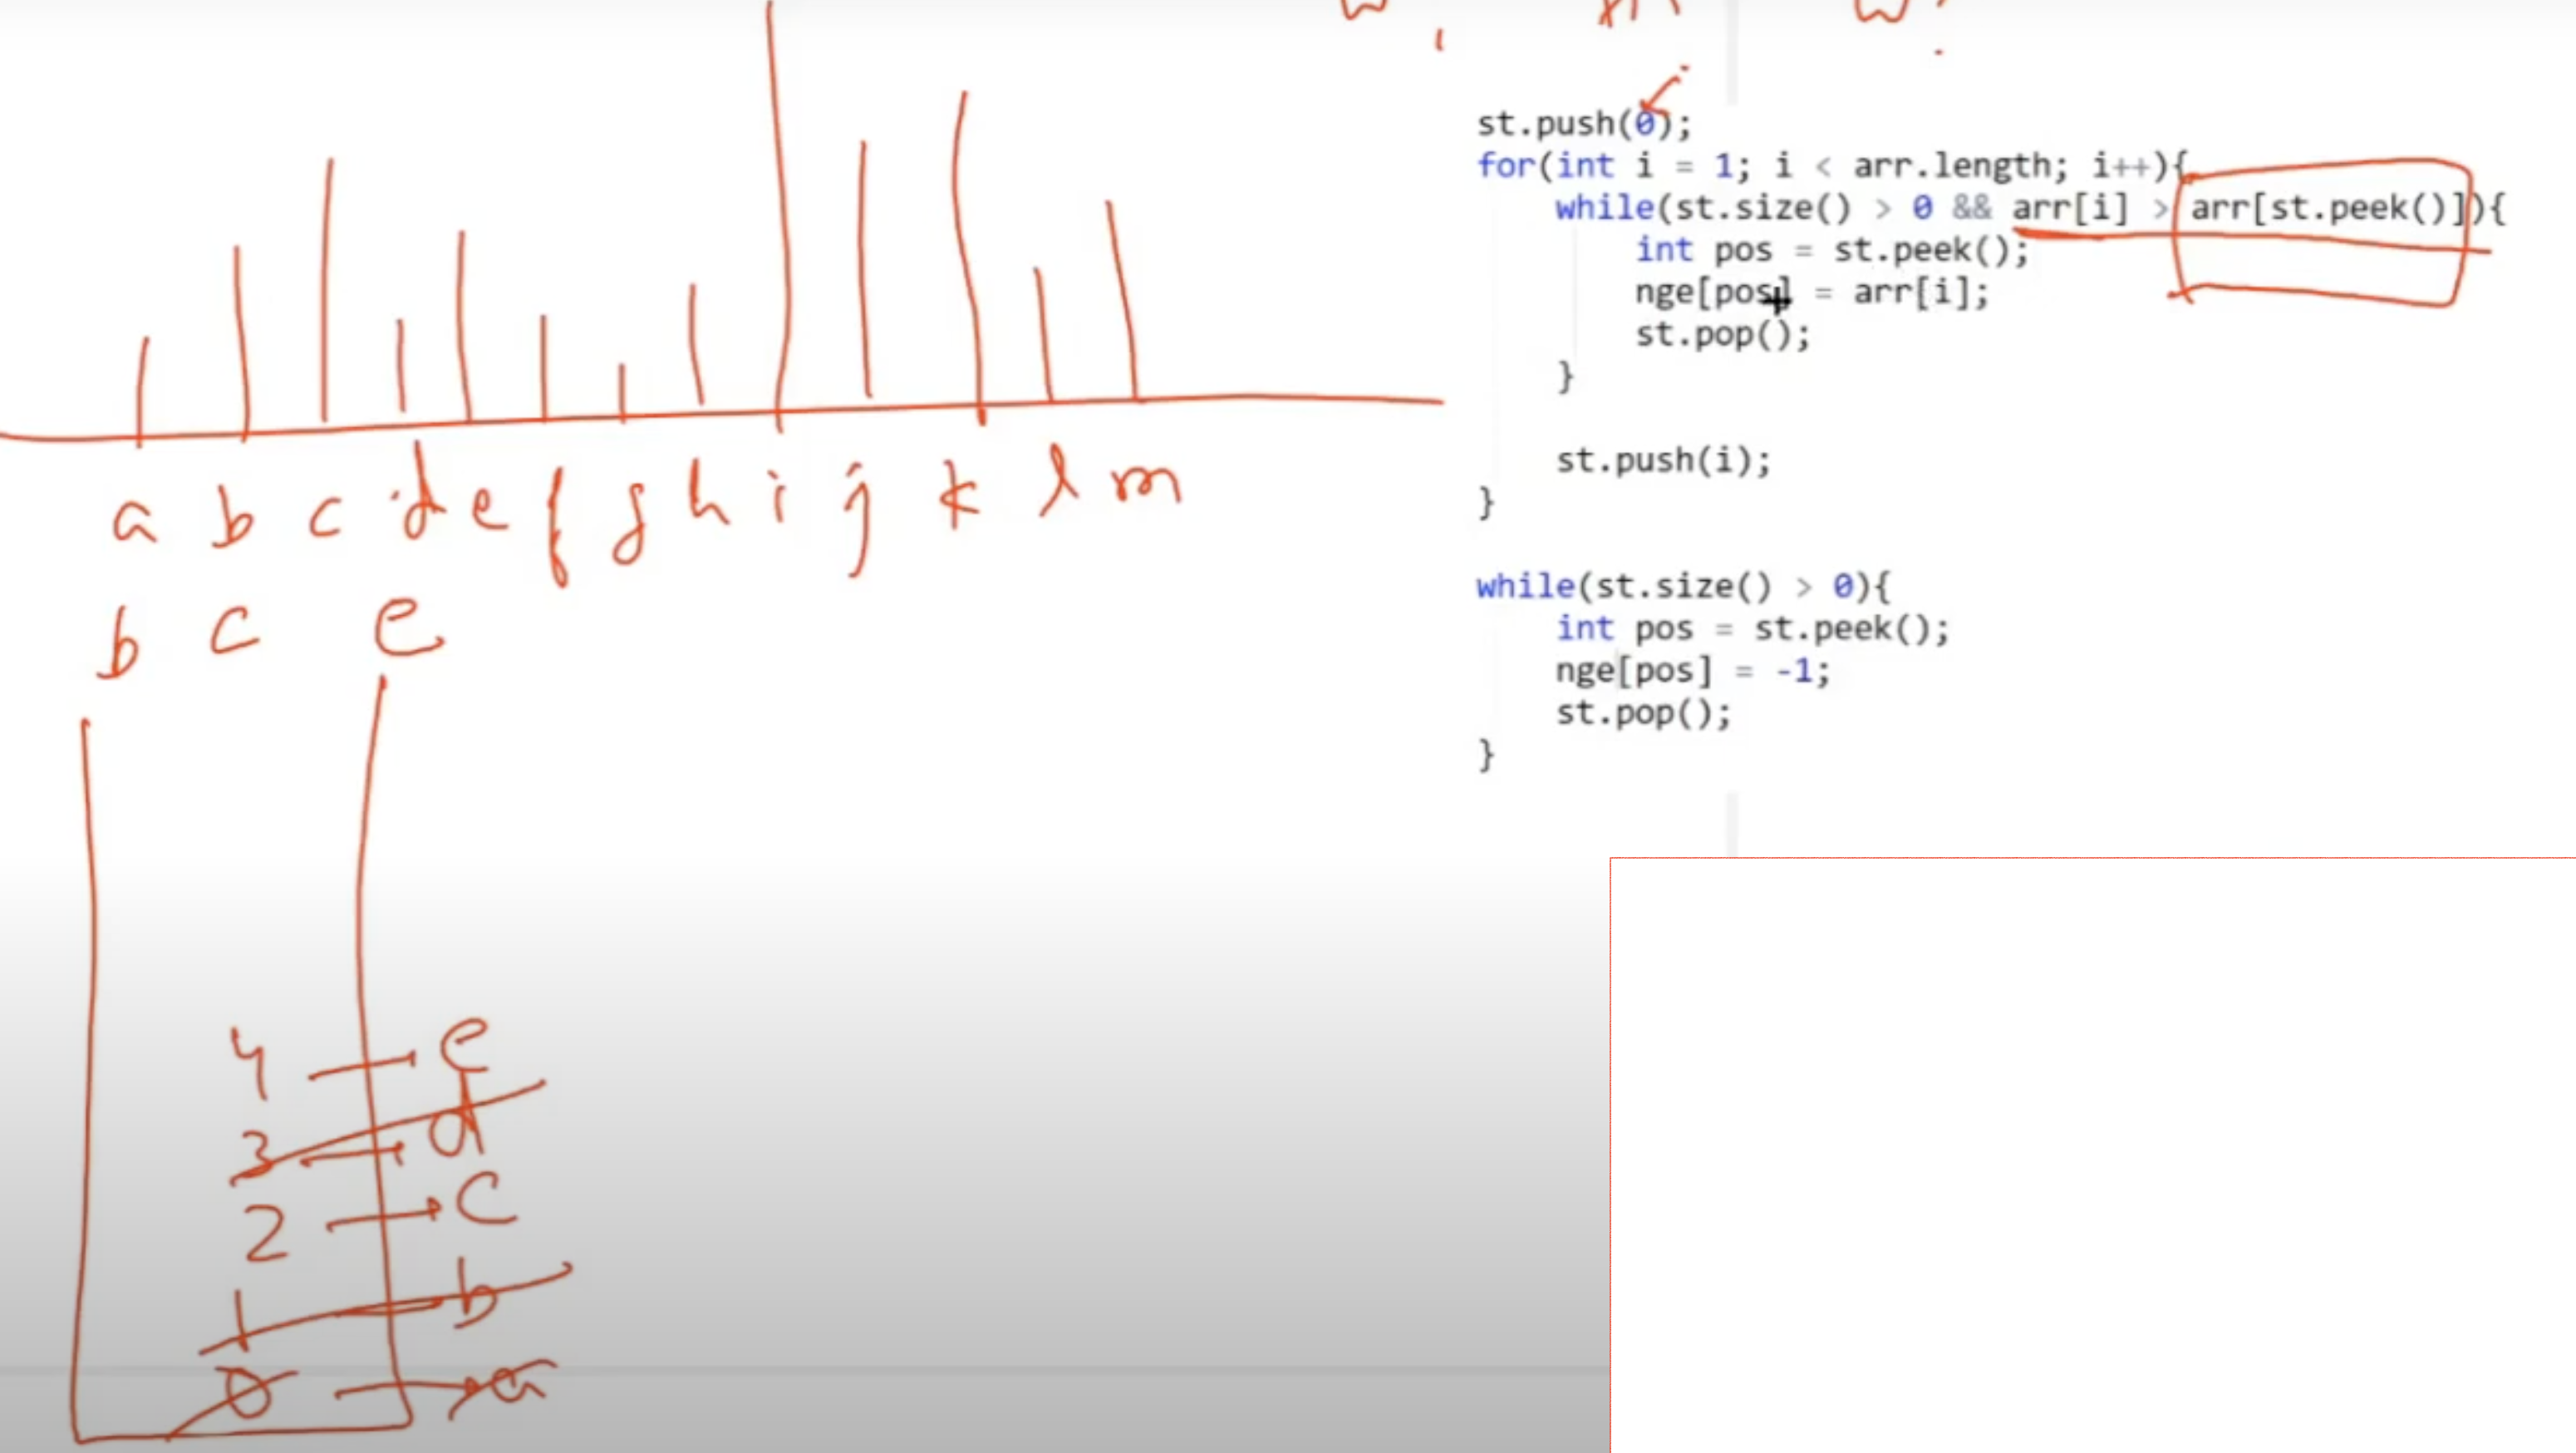 st.push(0);
for(int i = 1; i < arr.length; i++){
while(st.size() > 0 && arr[i] > arr[st.peek()]){
int pos = st.peek();
nge[pos] = arr[i];
st.pop();
}
st.push(i);
}
while(st.size() > 0){
int pos = st.peek();
nge[pos] = -1;
st.pop();
}
a b c d e f g h i j k l m
b c e
4 e
3 d
2 c
1 b
0 a